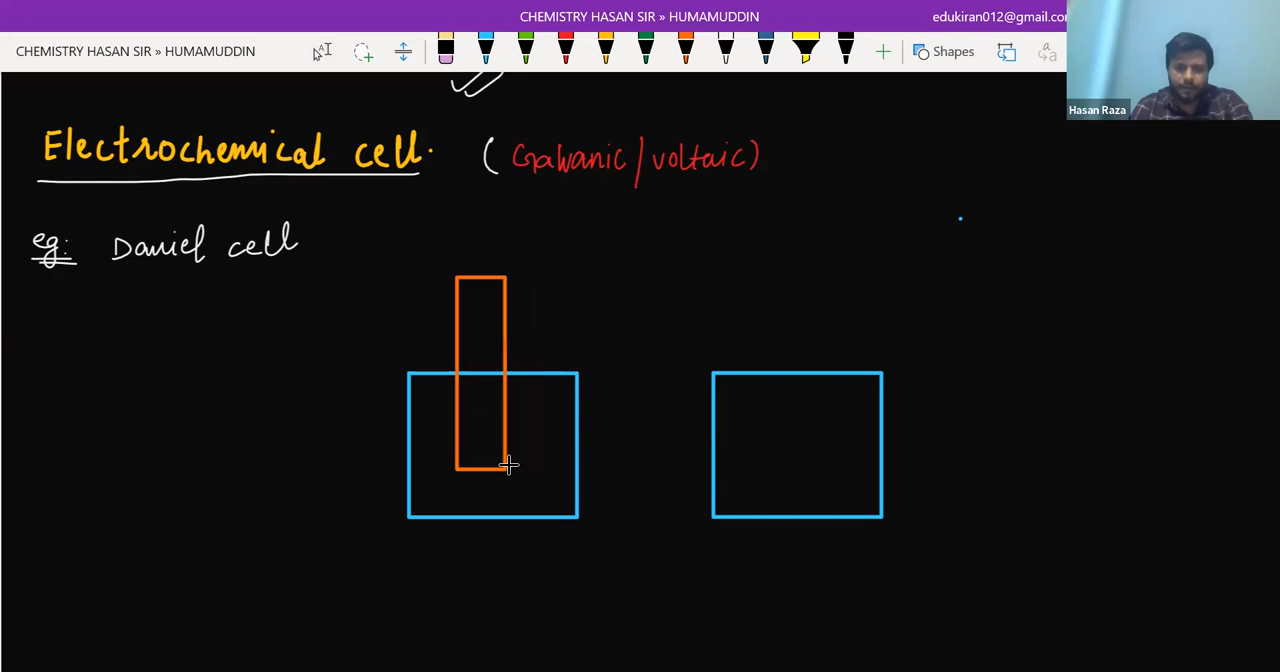 CHEMISTRY HASAN SIR » HUMAMUDDIN
edukiran012@gmail.co
CHEMISTRY HASAN SIR » HUMAMUDDIN
Shapes
Hasan Raza
Electrochemical cell. (Galvanic/voltaic)
eg: Daniel cell